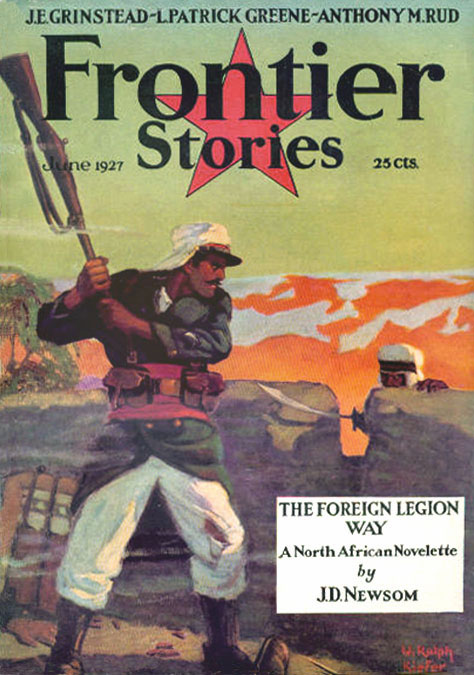 J.E. GRINSTEAD-L. PATRICK GREENE-ANTHONY M. RUD
Frontier
Stories
June 1927
25 CTS.
THE FOREIGN LEGION
WAY
A North African Novelette
by
J.D. NEWSOM
Ralph